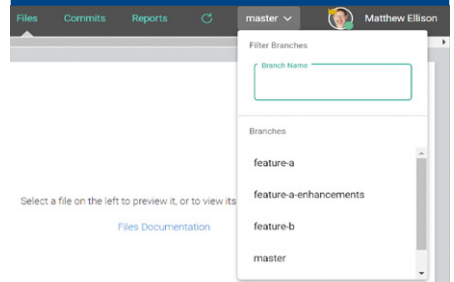 Files Commits Reports master Matthew Ellison
Filter Branches
Branch Name
Branches
feature-a
feature-a-enhancements
feature-b
master
Select a file on the left to preview it, or to view its
Files Documentation